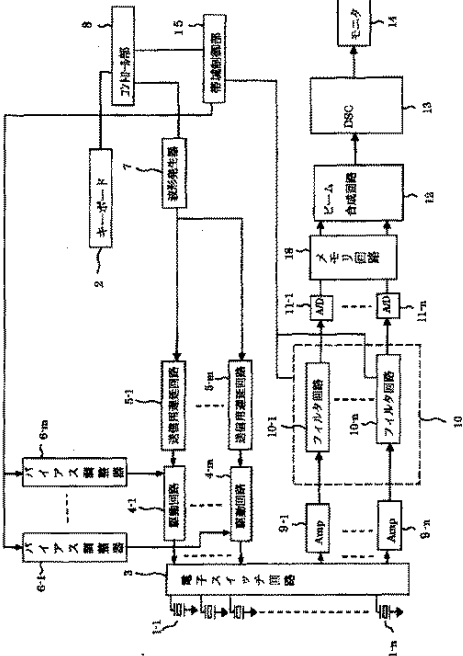 キーボード
2
コントロール部
8
帯域制御部
15
波形発生器
7
モニタ
14
DSC
13
ビーム
合成回路
12
メモリ回路
18
11-1
A/D
A/D
11-n
バイアス調整器
6-m
バイアス調整器
6-1
5-1
送信用遅延回路
5-m
送信用遅延回路
4-1
駆動回路
4-m
駆動回路
10-1
フィルタ回路
10-n
フィルタ回路
10
9-1
Amp
Amp
9-n
3
電子スイッチ回路
1-1
1-n